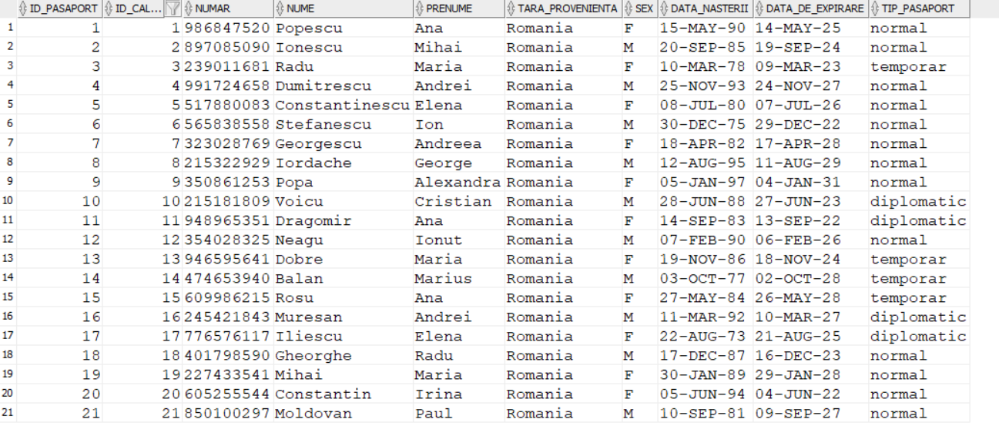 ID_PASAPORT ID_CAL... NUMAR NUME PRENUME TARA_PROVENIENTA SEX DATA_NASTERII DATA_DE_EXPIRARE TIP_PASAPORT
1 1 1 986847520 Popescu Ana Romania F 15-MAY-90 14-MAY-25 normal
2 2 2 897085090 Ionescu Mihai Romania M 20-SEP-85 19-SEP-24 normal
3 3 3 239011681 Radu Maria Romania F 10-MAR-78 09-MAR-23 temporar
4 4 4 991724658 Dumitrescu Andrei Romania M 25-NOV-93 24-NOV-27 normal
5 5 5 517880083 Constantinescu Elena Romania F 08-JUL-80 07-JUL-26 normal
6 6 6 565838558 Stefanescu Ion Romania M 30-DEC-75 29-DEC-22 normal
7 7 7 323028769 Georgescu Andreea Romania F 18-APR-82 17-APR-28 normal
8 8 8 215322929 Iordache George Romania M 12-AUG-95 11-AUG-29 normal
9 9 9 350861253 Popa Alexandra Romania F 05-JAN-97 04-JAN-31 normal
10 10 10 215181809 Voicu Cristian Romania M 28-JUN-88 27-JUN-23 diplomatic
11 11 11 948965351 Dragomir Ana Romania F 14-SEP-83 13-SEP-22 diplomatic
12 12 12 354028325 Neagu Ionut Romania M 07-FEB-90 06-FEB-26 normal
13 13 13 946595641 Dobre Maria Romania F 19-NOV-86 18-NOV-24 temporar
14 14 14 474653940 Balan Marius Romania M 03-OCT-77 02-OCT-28 temporar
15 15 15 609986215 Rosu Ana Romania F 27-MAY-84 26-MAY-28 temporar
16 16 16 245421843 Muresan Andrei Romania M 11-MAR-92 10-MAR-27 diplomatic
17 17 17 776576117 Iliescu Elena Romania F 22-AUG-73 21-AUG-25 diplomatic
18 18 18 401798590 Gheorghe Radu Romania M 17-DEC-87 16-DEC-23 normal
19 19 19 227433541 Mihai Maria Romania F 30-JAN-89 29-JAN-28 normal
20 20 20 605255544 Constantin Irina Romania F 05-JUN-94 04-JUN-22 normal
21 21 21 850100297 Moldovan Paul Romania M 10-SEP-81 09-SEP-27 normal